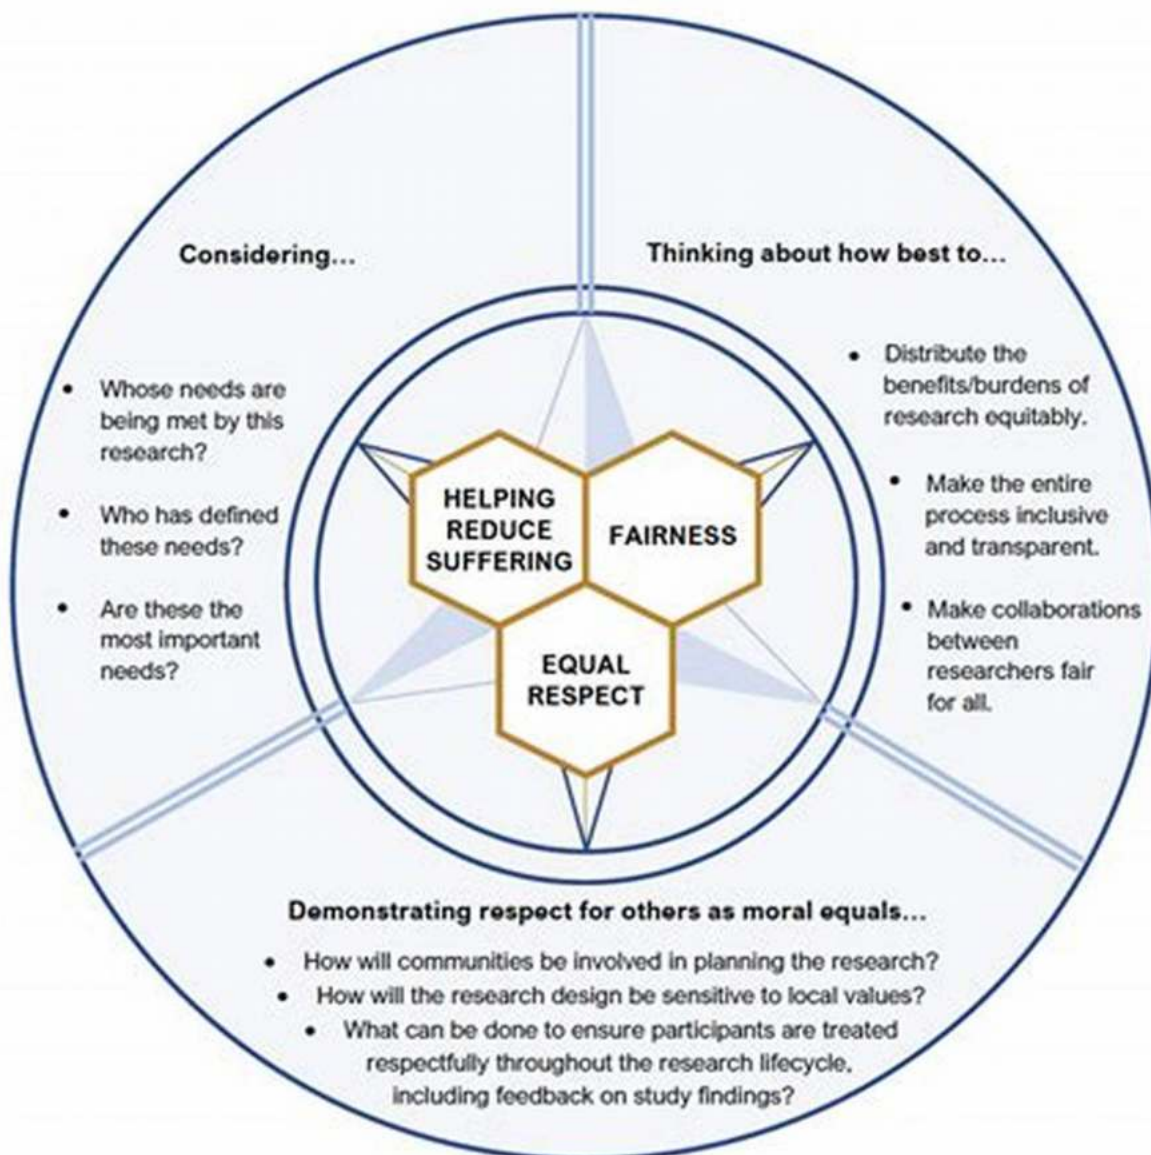 Considering...
• Whose needs are
being met by this
research?
• Who has defined
these needs?
• Are these the
most important
needs?
Thinking about how best to...
• Distribute the
benefits/burdens of
research equitably.
• Make the entire
process inclusive
and transparent.
• Make collaborations
between
researchers fair
for all.
HELPING
REDUCE
SUFFERING
FAIRNESS
EQUAL
RESPECT
Demonstrating respect for others as moral equals...
• How will communities be involved in planning the research?
• How will the research design be sensitive to local values?
• What can be done to ensure participants are treated
respectfully throughout the research lifecycle,
including feedback on study findings?